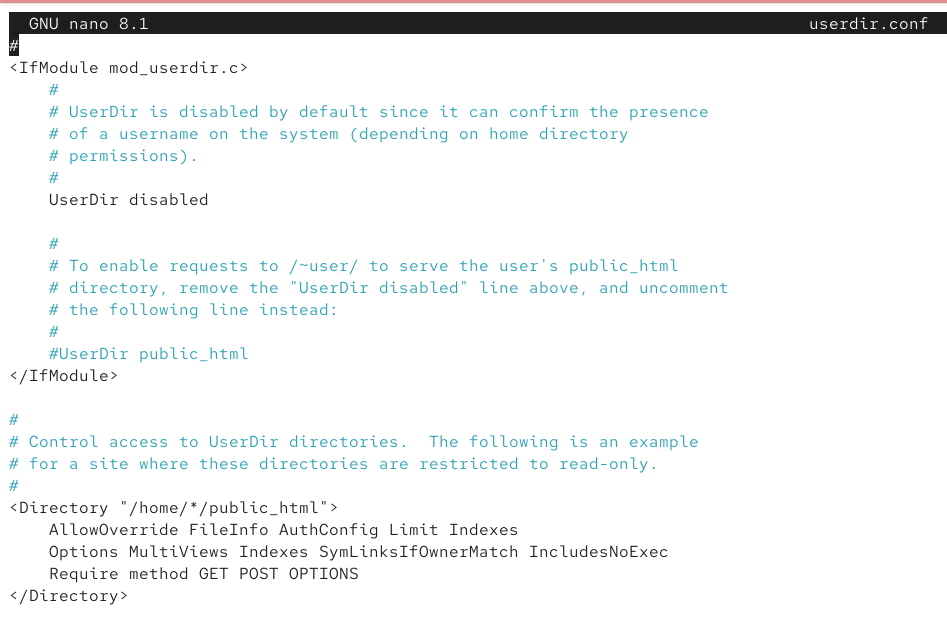 GNU nano 8.1 userdir.conf
#
<IfModule mod_userdir.c>
#
# UserDir is disabled by default since it can confirm the presence
# of a username on the system (depending on home directory
# permissions).
#
UserDir disabled
#
# To enable requests to /~user/ to serve the user's public_html
# directory, remove the "UserDir disabled" line above, and uncomment
# the following line instead:
#
#UserDir public_html
</IfModule>
#
# Control access to UserDir directories.  The following is an example
# for a site where these directories are restricted to read-only.
#
<Directory "/home/*/public_html">
AllowOverride FileInfo AuthConfig Limit Indexes
Options MultiViews Indexes SymLinksIfOwnerMatch IncludesNoExec
Require method GET POST OPTIONS
</Directory>